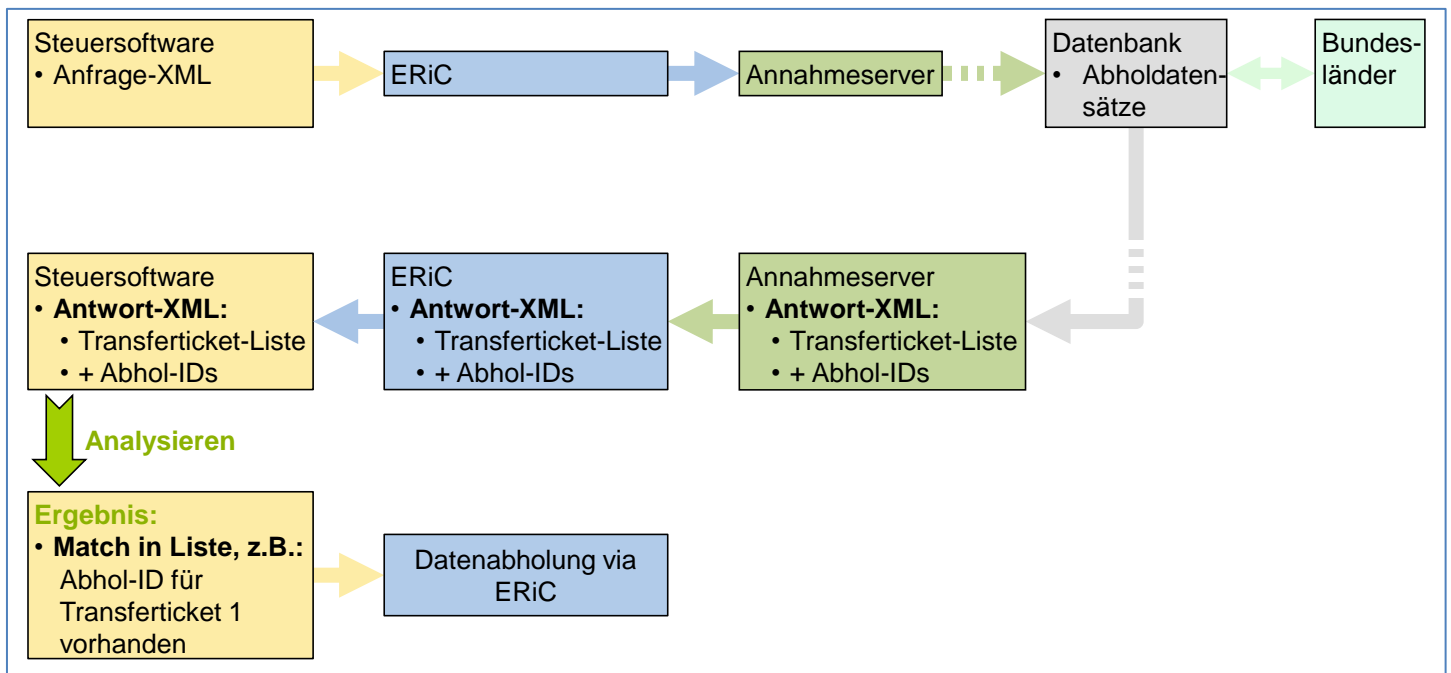 Steuersoftware
• Anfrage-XML
ERiC
Annahmeserver
Datenbank
• Abholdaten-
sätze
Bundes-
länder
Steuersoftware
• Antwort-XML:
• Transferticket-Liste
• + Abhol-IDs
ERiC
• Antwort-XML:
• Transferticket-Liste
• + Abhol-IDs
Annahmeserver
• Antwort-XML:
• Transferticket-Liste
• + Abhol-IDs
Analysieren
Ergebnis:
• Match in Liste, z.B.:
Abhol-ID für
Transferticket 1
vorhanden
Datenabholung via
ERiC